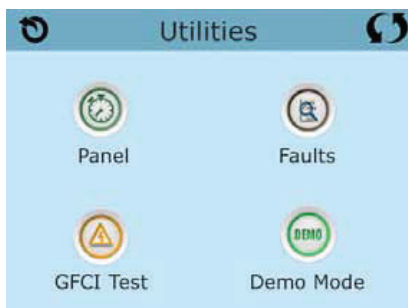 Utilities
Panel
Faults
DEMO
GFCI Test
Demo Mode